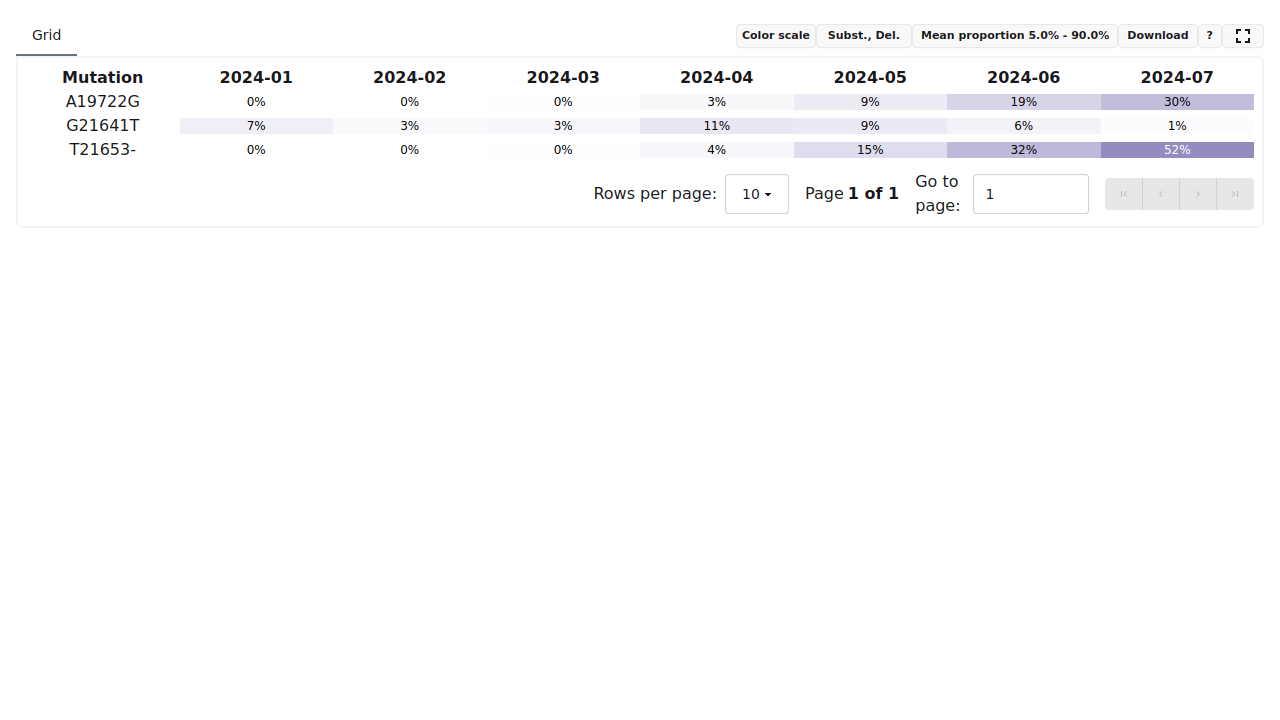 Grid
Color scale Subst., Del. Mean proportion 5.0% - 90.0% Download ?
Mutation 2024-01 2024-02 2024-03 2024-04 2024-05 2024-06 2024-07
A19722G 0% 0% 0% 3% 9% 19% 30%
G21641T 7% 3% 3% 11% 9% 6% 1%
T21653- 0% 0% 0% 4% 15% 32% 52%
Rows per page: 10 Page 1 of 1 Go to page: 1